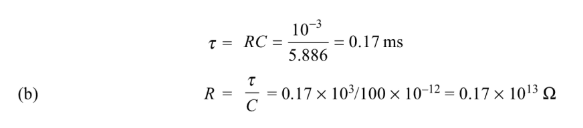 τ = RC = 10⁻³/5.886 = 0.17 ms
(b) R = τ/C = 0.17 × 10³/100 × 10⁻¹² = 0.17 × 10¹³ Ω